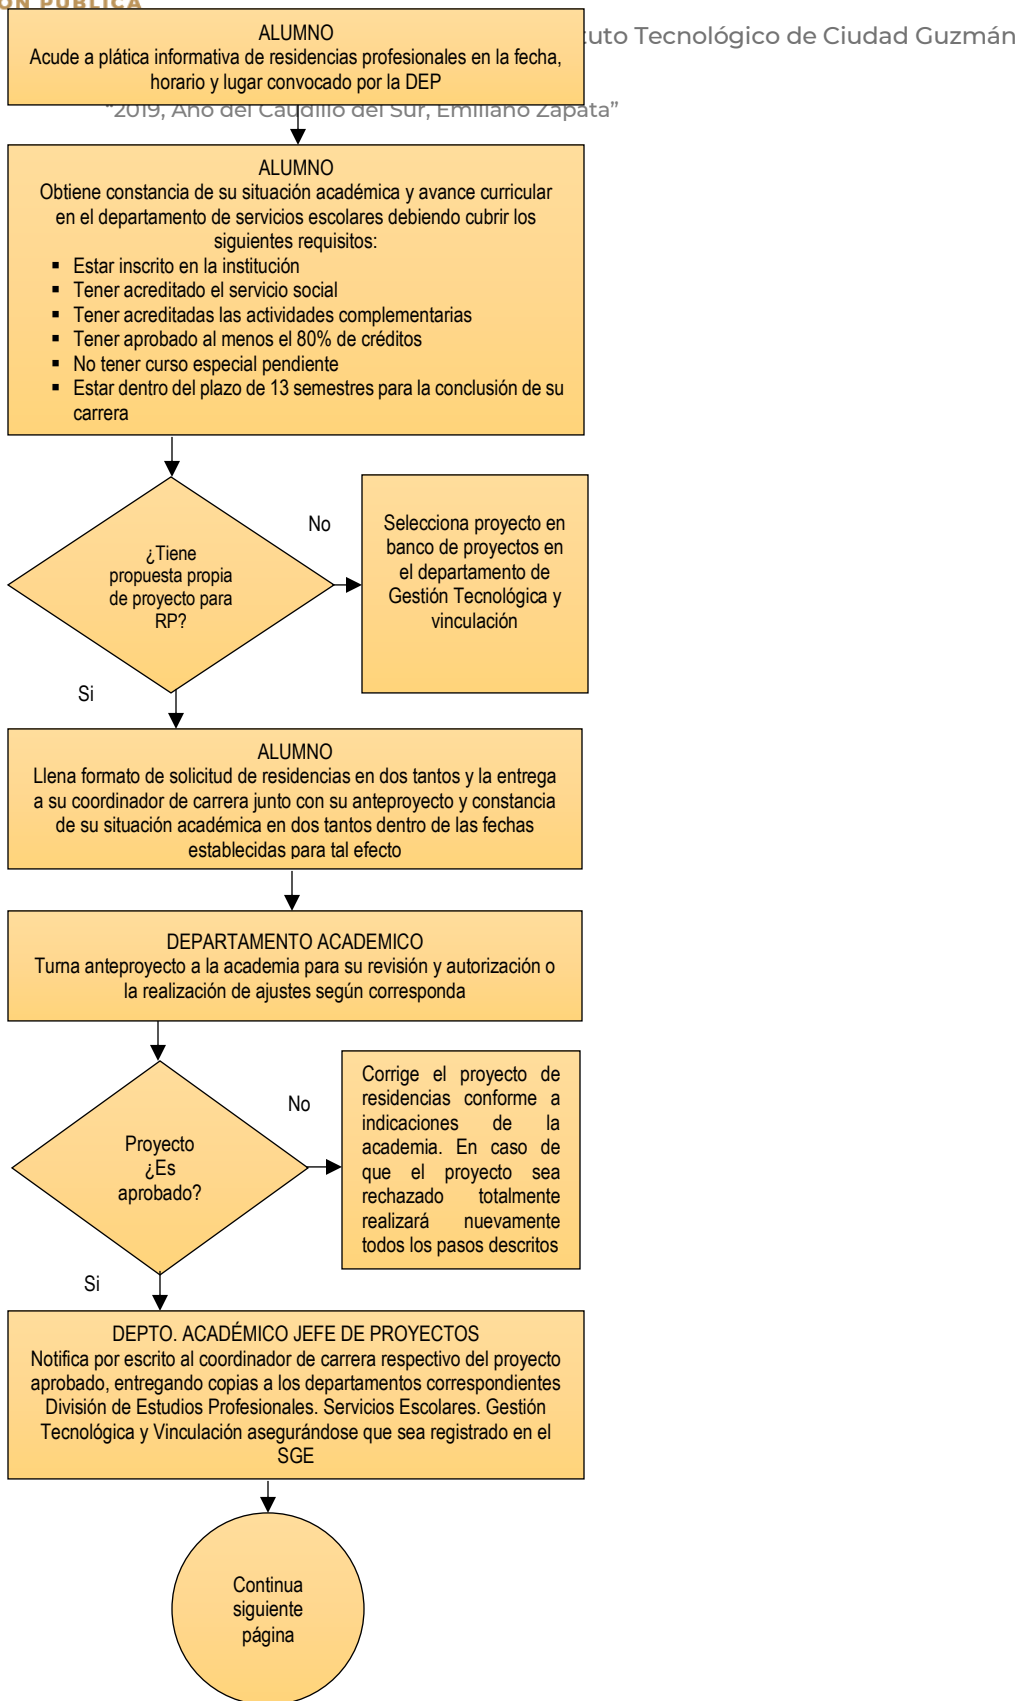 ÓN PÚBLICA
ALUMNO
Acude a plática informativa de residencias profesionales en la fecha,
horario y lugar convocado por la DEP
tuto Tecnológico de Ciudad Guzmán
“2019, Año del Caudillo del Sur, Emiliano Zapata”
ALUMNO
Obtiene constancia de su situación académica y avance curricular
en el departamento de servicios escolares debiendo cubrir los
siguientes requisitos:
▪ Estar inscrito en la institución
▪ Tener acreditado el servicio social
▪ Tener acreditadas las actividades complementarias
▪ Tener aprobado al menos el 80% de créditos
▪ No tener curso especial pendiente
▪ Estar dentro del plazo de 13 semestres para la conclusión de su
carrera
¿Tiene
propuesta propia
de proyecto para
RP?
No
Selecciona proyecto en
banco de proyectos en
el departamento de
Gestión Tecnológica y
vinculación
Si
ALUMNO
Llena formato de solicitud de residencias en dos tantos y la entrega
a su coordinador de carrera junto con su anteproyecto y constancia
de su situación académica en dos tantos dentro de las fechas
establecidas para tal efecto
DEPARTAMENTO ACADEMICO
Turna anteproyecto a la academia para su revisión y autorización o
la realización de ajustes según corresponda
Proyecto
¿Es
aprobado?
No
Corrige el proyecto de
residencias conforme a
indicaciones de la
academia. En caso de
que el proyecto sea
rechazado totalmente
realizará nuevamente
todos los pasos descritos
Si
DEPTO. ACADÉMICO JEFE DE PROYECTOS
Notifica por escrito al coordinador de carrera respectivo del proyecto
aprobado, entregando copias a los departamentos correspondientes
División de Estudios Profesionales. Servicios Escolares. Gestión
Tecnológica y Vinculación asegurándose que sea registrado en el
SGE
Continua
siguiente
página